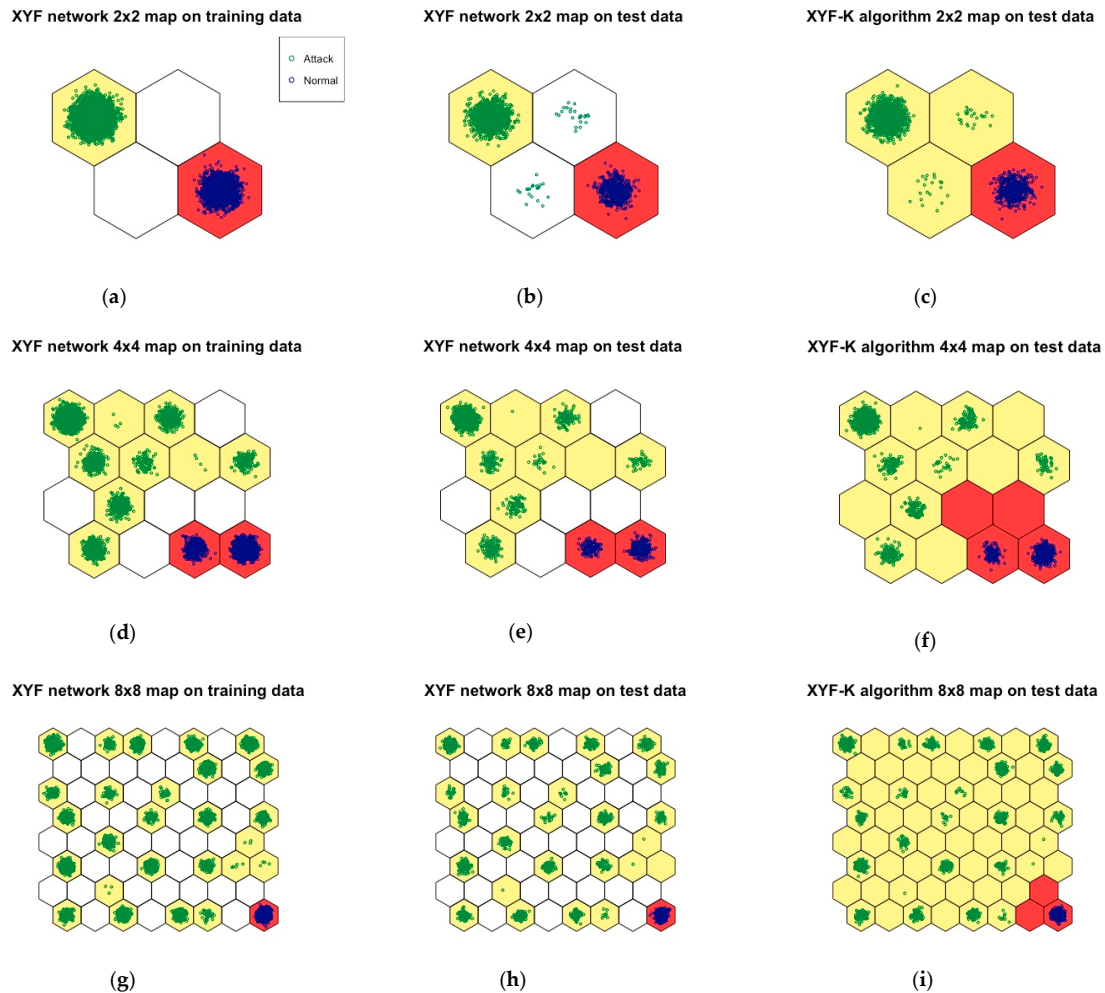 XYF network 2x2 map on training data
XYF network 2x2 map on test data
XYF-K algorithm 2x2 map on test data
Attack
Normal
(a)
(b)
(c)
XYF network 4x4 map on training data
XYF network 4x4 map on test data
XYF-K algorithm 4x4 map on test data
(d)
(e)
(f)
XYF network 8x8 map on training data
XYF network 8x8 map on test data
XYF-K algorithm 8x8 map on test data
(g)
(h)
(i)